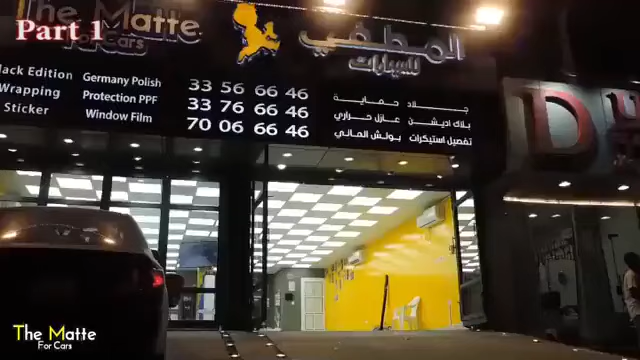 Part 1
The Matte
For Cars
المطفي
للسيارات
Black Edition Germany Polish 33 56 66 46
Wrapping Protection PPF 33 76 66 46
Sticker Window Film 70 06 66 46
جلاد حماية
بلاك اديشن عازل حراري
تفصيل استيكرات بولش الماني
D
The Matte
For Cars